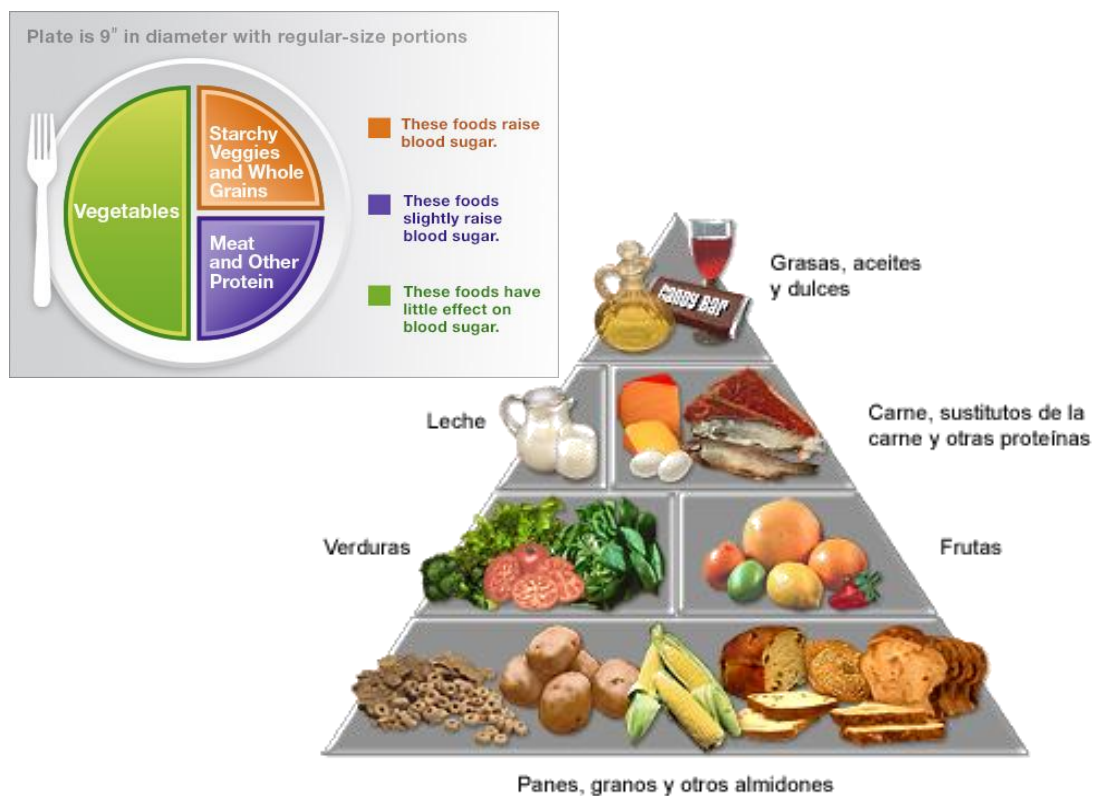 Plate is 9" in diameter with regular-size portions
Vegetables
Starchy
Veggies
and Whole
Grains
Meat
and Other
Protein
These foods raise
blood sugar.
These foods
slightly raise
blood sugar.
These foods have
little effect on
blood sugar.
CANDY BAR
Grasas, aceites
y dulces
Leche
Carne, sustitutos de la
carne y otras proteínas
Verduras
Frutas
Panes, granos y otros almidones